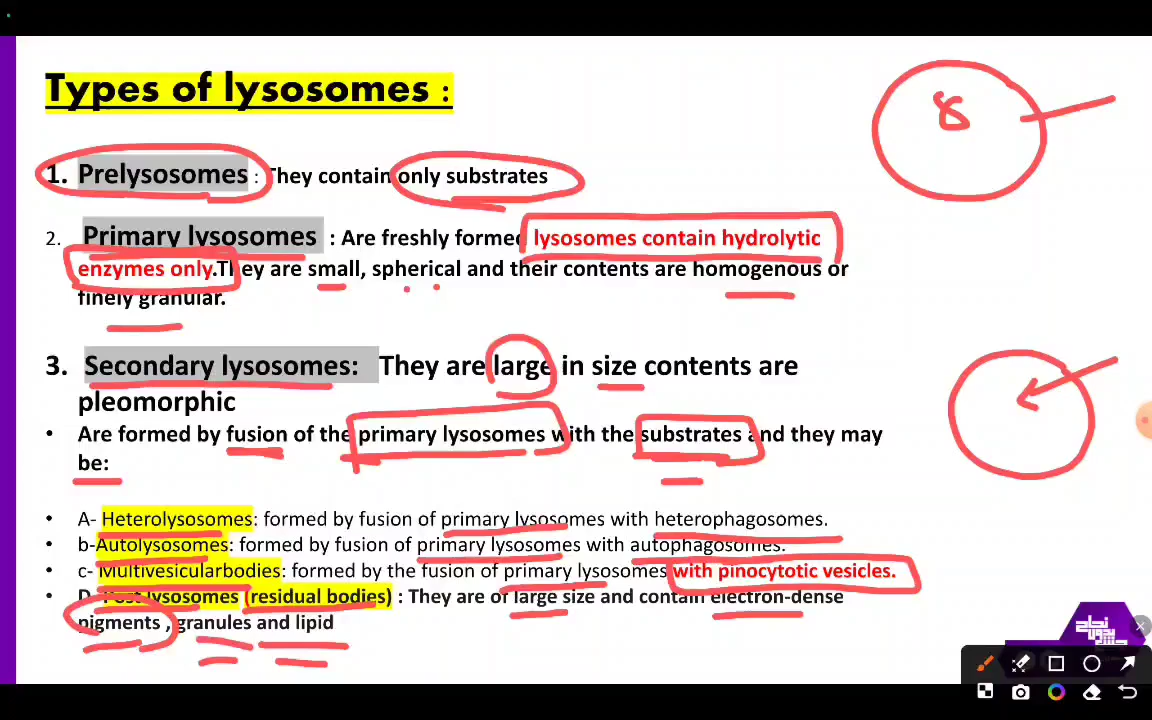 Types of lysosomes :
1. Prelysosomes : They contain only substrates
2. Primary lysosomes : Are freshly formed lysosomes contain hydrolytic
enzymes only.They are small, spherical and their contents are homogenous or
finely granular.
3. Secondary lysosomes: They are large in size contents are
pleomorphic
• Are formed by fusion of the primary lysosomes with the substrates and they may
be:
• A- Heterolysosomes: formed by fusion of primary lysosomes with heterophagosomes.
• b-Autolysosomes: formed by fusion of primary lysosomes with autophagosomes.
• c- Multivesicularbodies: formed by the fusion of primary lysosomes with pinocytotic vesicles.
• D- Post lysosomes (residual bodies) : They are of large size and contain electron-dense
pigments , granules and lipid